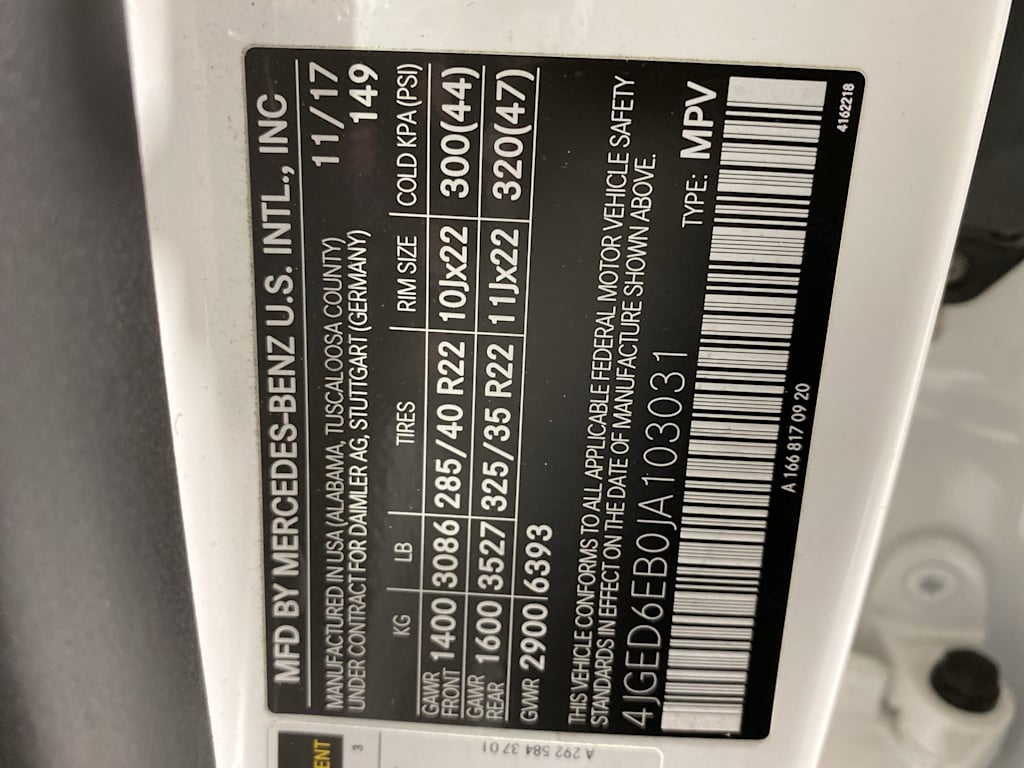 MFD BY MERCEDES-BENZ U.S. INTL., INC
MANUFACTURED IN USA (ALABAMA, TUSCALOOSA COUNTY) 11/17
UNDER CONTRACT FOR DAIMLER AG, STUTTGART (GERMANY) 149
KG LB TIRES RIM SIZE COLD KPA (PSI)
GAWR FRONT 1400 3086 285/40 R22 10Jx22 300(44)
GAWR REAR 1600 3527 325/35 R22 11Jx22 320(47)
GVWR 2900 6393
THIS VEHICLE CONFORMS TO ALL APPLICABLE FEDERAL MOTOR VEHICLE SAFETY
STANDARDS IN EFFECT ON THE DATE OF MANUFACTURE SHOWN ABOVE.
4JGED6EB0JA103031 TYPE: MPV
A 166 817 09 20
4162218
ENT
3
A 292 584 37 01